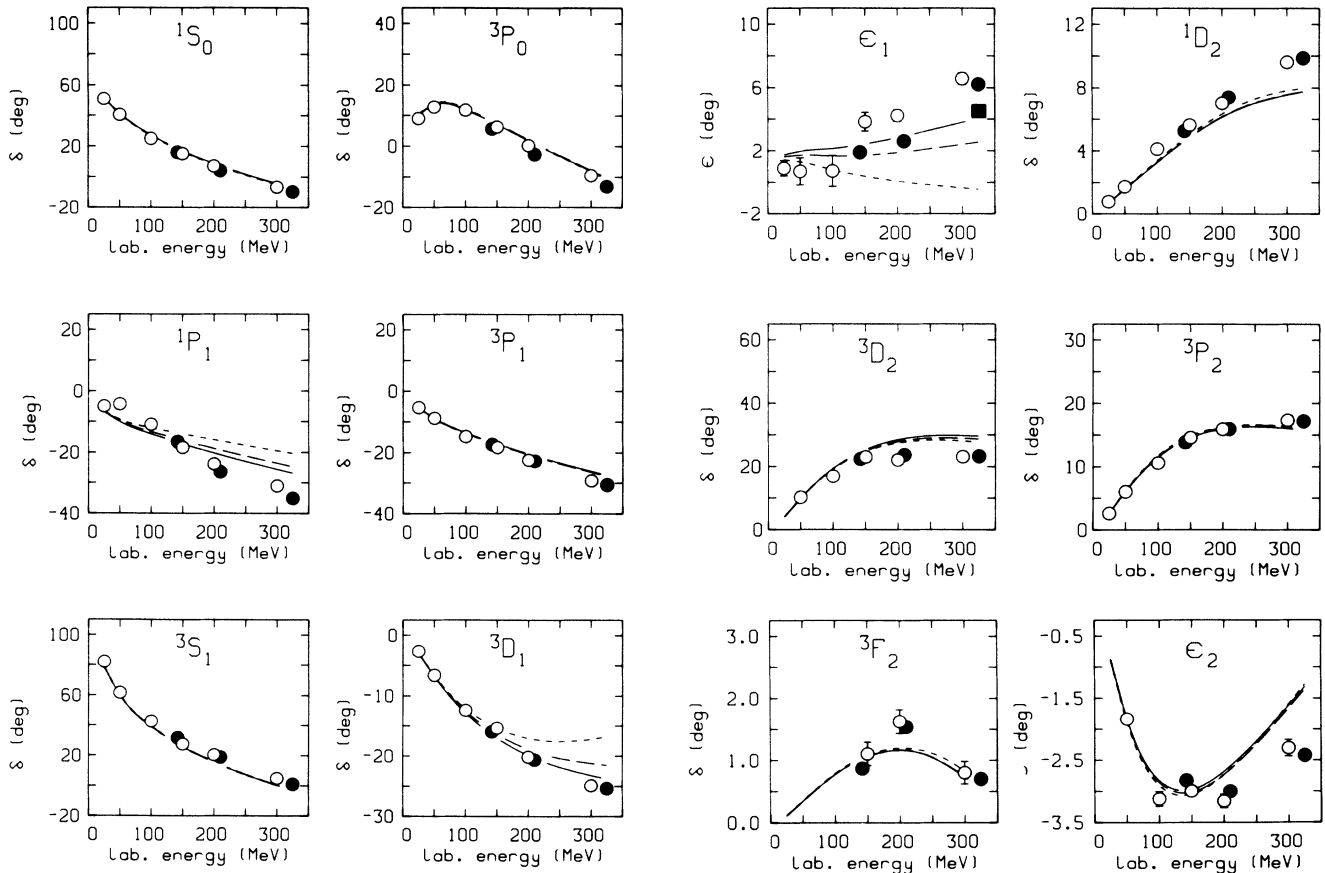 100
60
20
-20
δ (deg)
¹S₀
0 100 200 300
lab. energy (MeV)
40
20
0
-20
δ (deg)
³P₀
0 100 200 300
lab. energy (MeV)
10
6
2
-2
ϵ (deg)
ϵ₁
0 100 200 300
lab. energy (MeV)
12
8
4
0
δ (deg)
¹D₂
0 100 200 300
lab. energy (MeV)
20
0
-20
-40
δ (deg)
¹P₁
0 100 200 300
lab. energy (MeV)
20
0
-20
-40
δ (deg)
³P₁
0 100 200 300
lab. energy (MeV)
60
40
20
0
δ (deg)
³D₂
0 100 200 300
lab. energy (MeV)
30
20
10
0
δ (deg)
³P₂
0 100 200 300
lab. energy (MeV)
100
60
20
-20
δ (deg)
³S₁
0 100 200 300
lab. energy (MeV)
0
-10
-20
-30
δ (deg)
³D₁
0 100 200 300
lab. energy (MeV)
3.0
2.0
1.0
0.0
δ (deg)
³F₂
0 100 200 300
lab. energy (MeV)
-0.5
-1.5
-2.5
-3.5
(deg)
ϵ₂
0 100 200 300
lab. energy (MeV)